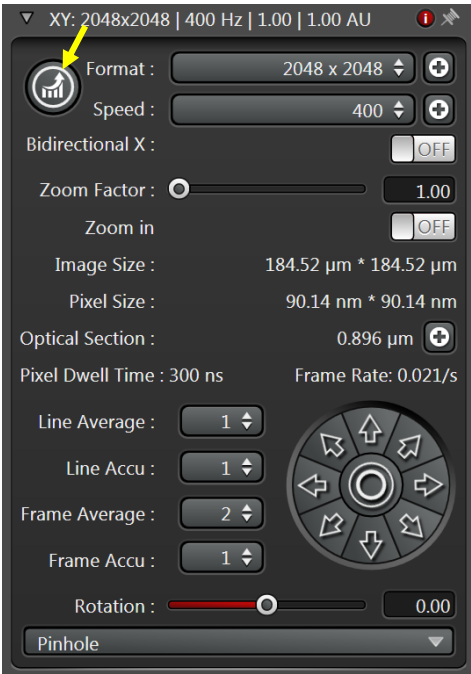 XY: 2048x2048 | 400 Hz | 1.00 | 1.00 AU
Format : 2048 x 2048
Speed : 400
Bidirectional X : OFF
Zoom Factor : 1.00
Zoom in OFF
Image Size : 184.52 µm * 184.52 µm
Pixel Size : 90.14 nm * 90.14 nm
Optical Section : 0.896 µm
Pixel Dwell Time : 300 ns Frame Rate: 0.021/s
Line Average : 1
Line Accu : 1
Frame Average : 2
Frame Accu : 1
Rotation : 0.00
Pinhole